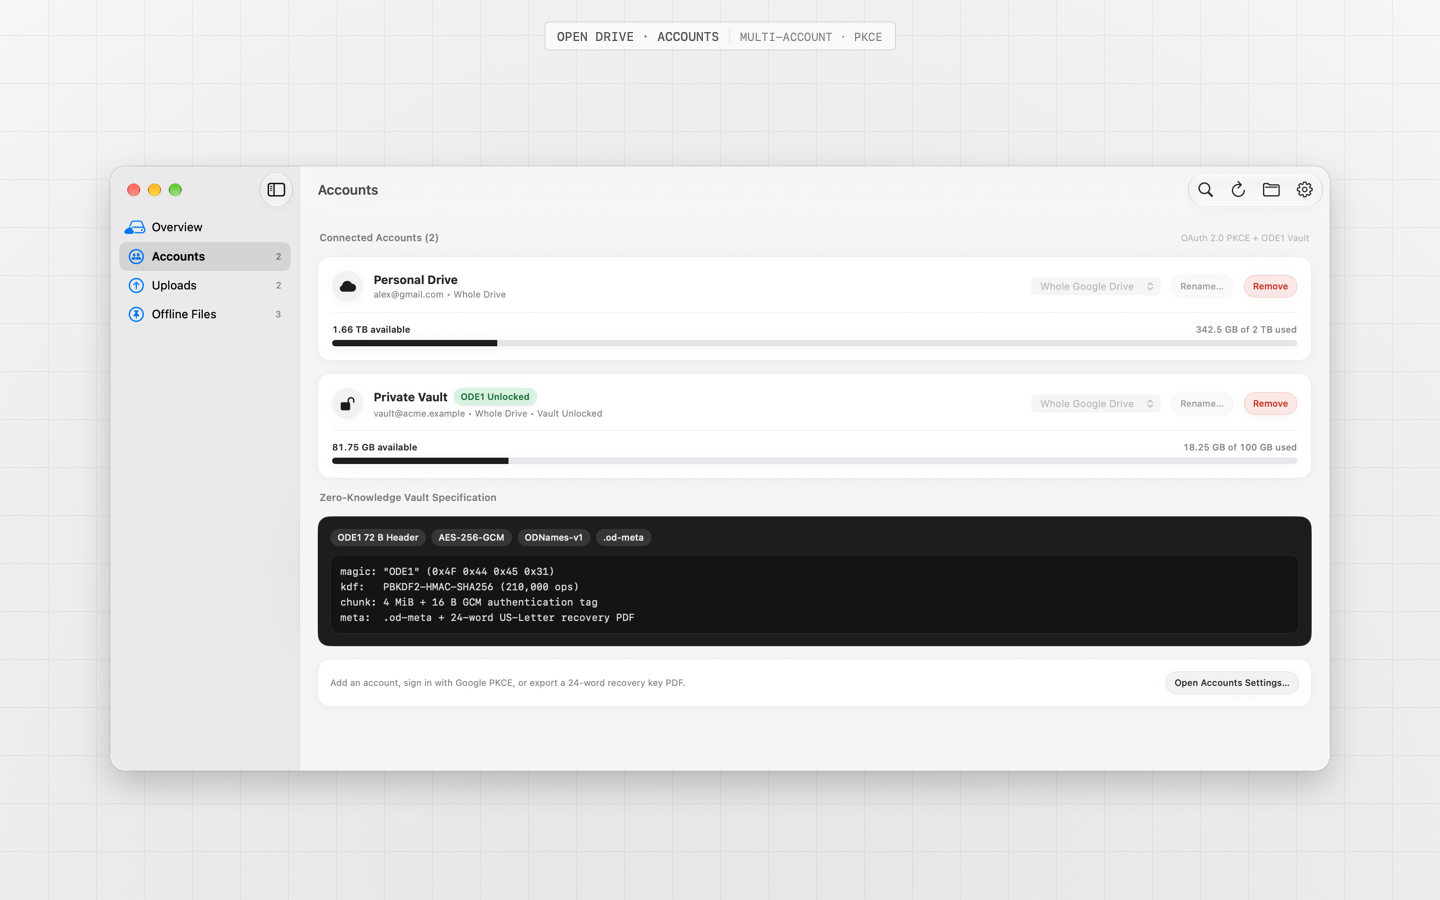 OPEN DRIVE · ACCOUNTS MULTI-ACCOUNT · PKCE
Accounts
Overview
Accounts 2
Uploads 2
Offline Files 3
Connected Accounts (2)
OAuth 2.0 PKCE + ODE1 Vault
Personal Drive
alex@gmail.com • Whole Drive
Whole Google Drive
Rename...
Remove
1.66 TB available
342.5 GB of 2 TB used
Private Vault ODE1 Unlocked
vault@acme.example • Whole Drive • Vault Unlocked
Whole Google Drive
Rename...
Remove
81.75 GB available
18.25 GB of 100 GB used
Zero-Knowledge Vault Specification
ODE1 72 B Header AES-256-GCM ODNames-v1 .od-meta
magic: "ODE1" (0x4F 0x44 0x45 0x31)
kdf: PBKDF2-HMAC-SHA256 (210,000 ops)
chunk: 4 MiB + 16 B GCM authentication tag
meta: .od-meta + 24-word US-Letter recovery PDF
Add an account, sign in with Google PKCE, or export a 24-word recovery key PDF.
Open Accounts Settings...